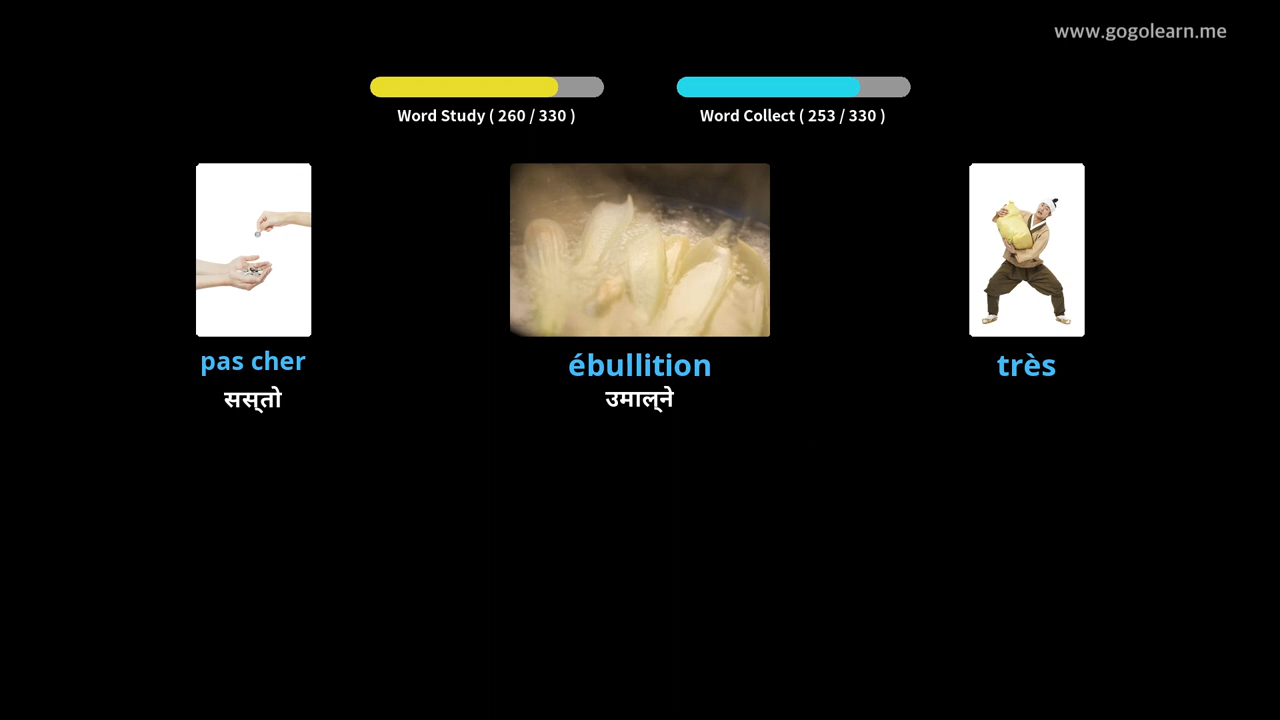 www.gogolearn.me
Word Study ( 260 / 330 )
Word Collect ( 253 / 330 )
pas cher
ébullition
très
सस्तो
उमाल्ने